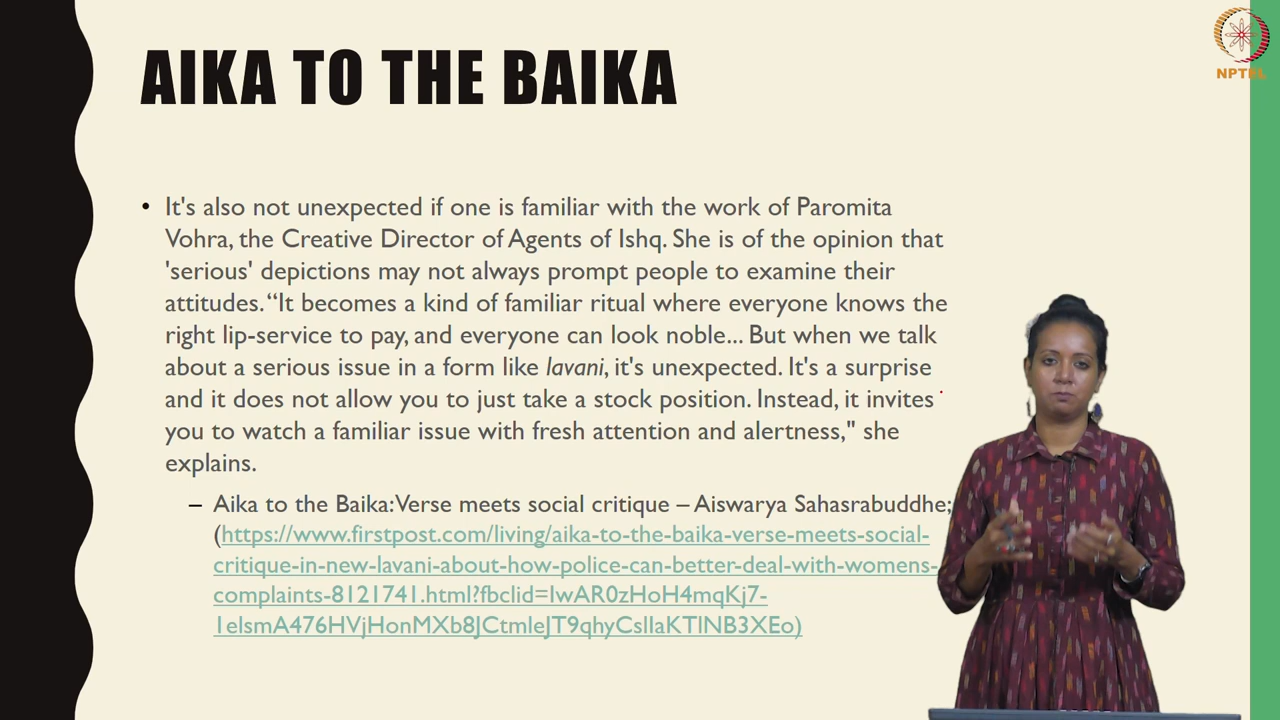 AIKA TO THE BAIKA
NPTEL
• It's also not unexpected if one is familiar with the work of Paromita
Vohra, the Creative Director of Agents of Ishq. She is of the opinion that
'serious' depictions may not always prompt people to examine their
attitudes. “It becomes a kind of familiar ritual where everyone knows the
right lip-service to pay, and everyone can look noble... But when we talk
about a serious issue in a form like lavani, it's unexpected. It's a surprise
and it does not allow you to just take a stock position. Instead, it invites
you to watch a familiar issue with fresh attention and alertness," she
explains.
– Aika to the Baika: Verse meets social critique – Aiswarya Sahasrabuddhe;
(https://www.firstpost.com/living/aika-to-the-baika-verse-meets-social-
critique-in-new-lavani-about-how-police-can-better-deal-with-womens-
complaints-8121741.html?fbclid=IwAR0zHoH4mqKj7-
1elsmA476HVjHonMXb8JCtmleJT9qhyCsllaKTlNB3XEo)